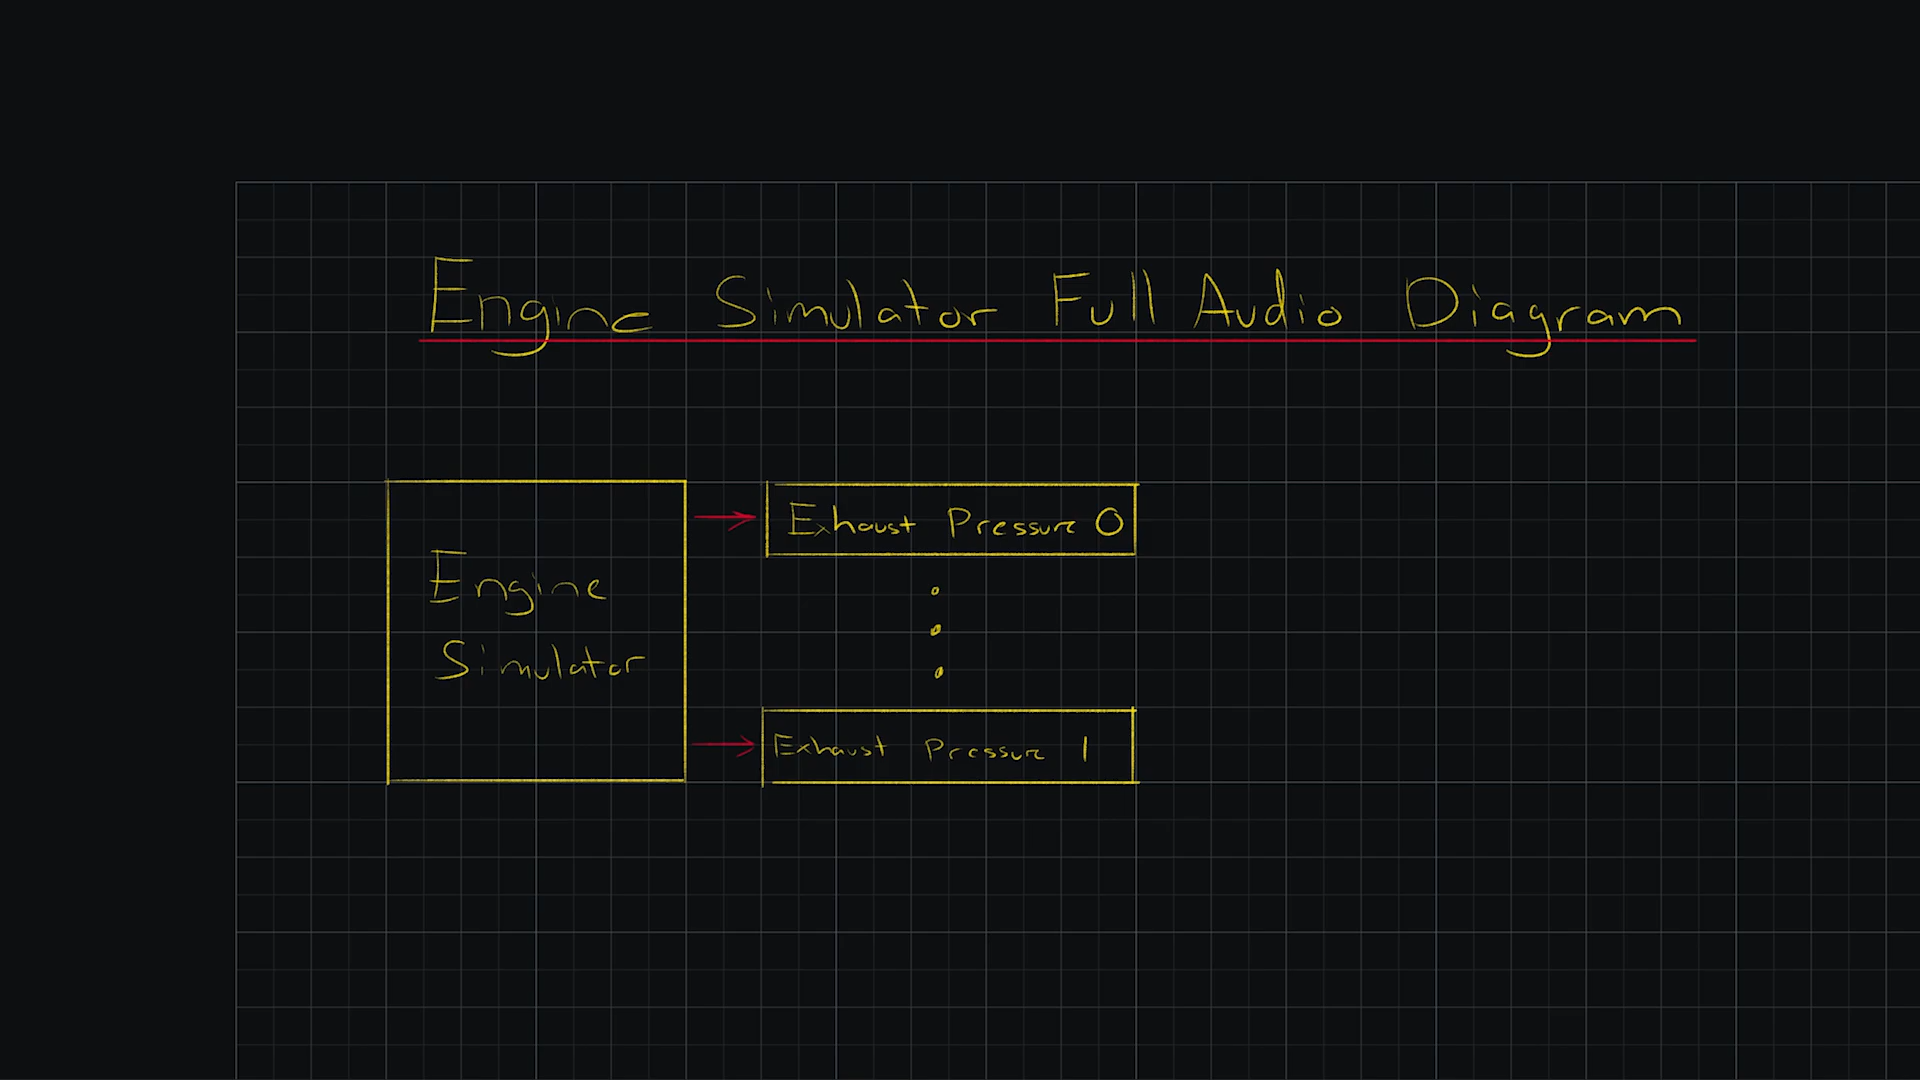 Engine Simulator Full Audio Diagram
Engine
Simulator
Exhaust Pressure 0
Exhaust Pressure 1